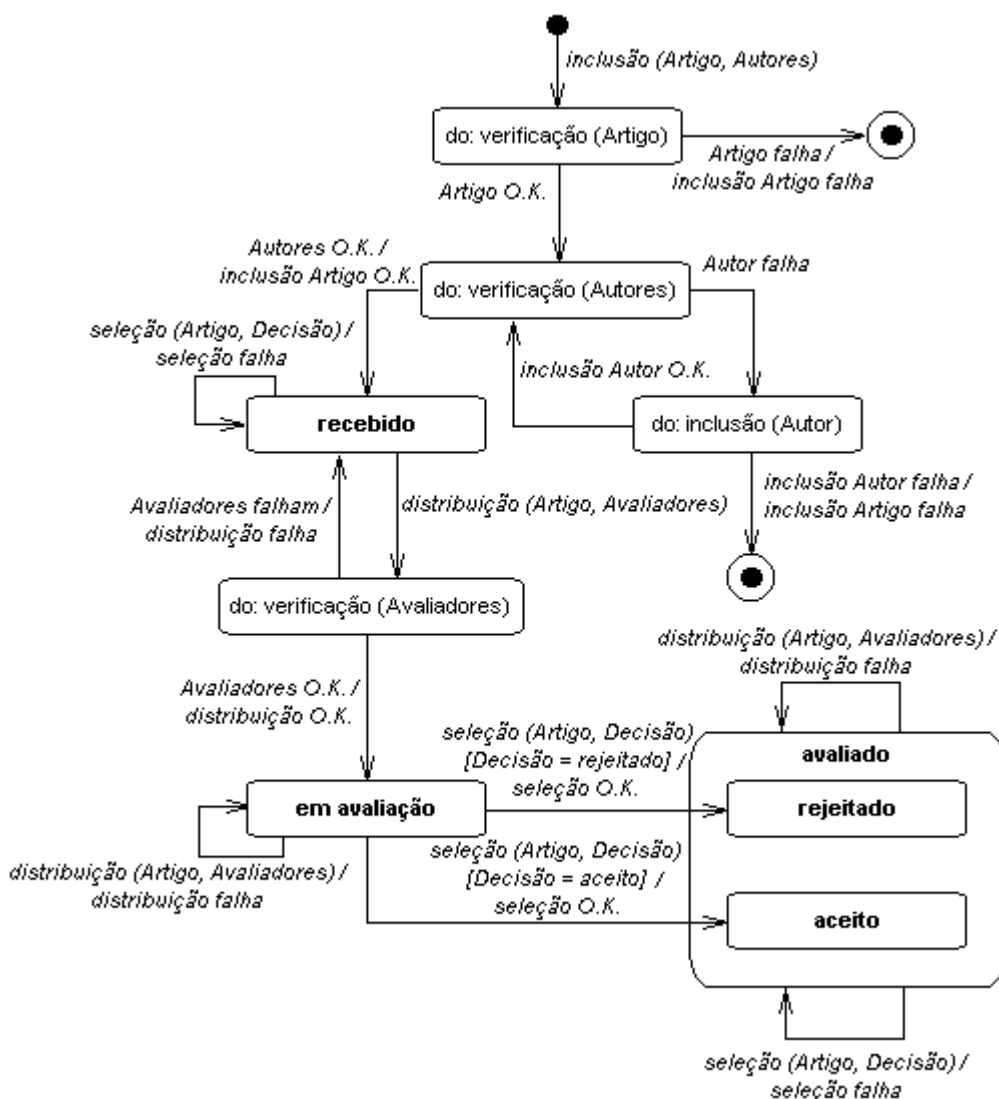 inclusão (Artigo, Autores)
do: verificação (Artigo)
Artigo falha /
inclusão Artigo falha
Artigo O.K.
Autores O.K. /
inclusão Artigo O.K.
do: verificação (Autores)
Autor falha
seleção (Artigo, Decisão) /
seleção falha
inclusão Autor O.K.
recebido
do: inclusão (Autor)
Avaliadores falham /
distribuição falha
distribuição (Artigo, Avaliadores)
inclusão Autor falha /
inclusão Artigo falha
do: verificação (Avaliadores)
distribuição (Artigo, Avaliadores) /
distribuição falha
Avaliadores O.K. /
distribuição O.K.
seleção (Artigo, Decisão)
[Decisão = rejeitado] /
seleção O.K.
avaliado
em avaliação
rejeitado
distribuição (Artigo, Avaliadores) /
distribuição falha
seleção (Artigo, Decisão)
[Decisão = aceito] /
seleção O.K.
aceito
seleção (Artigo, Decisão) /
seleção falha